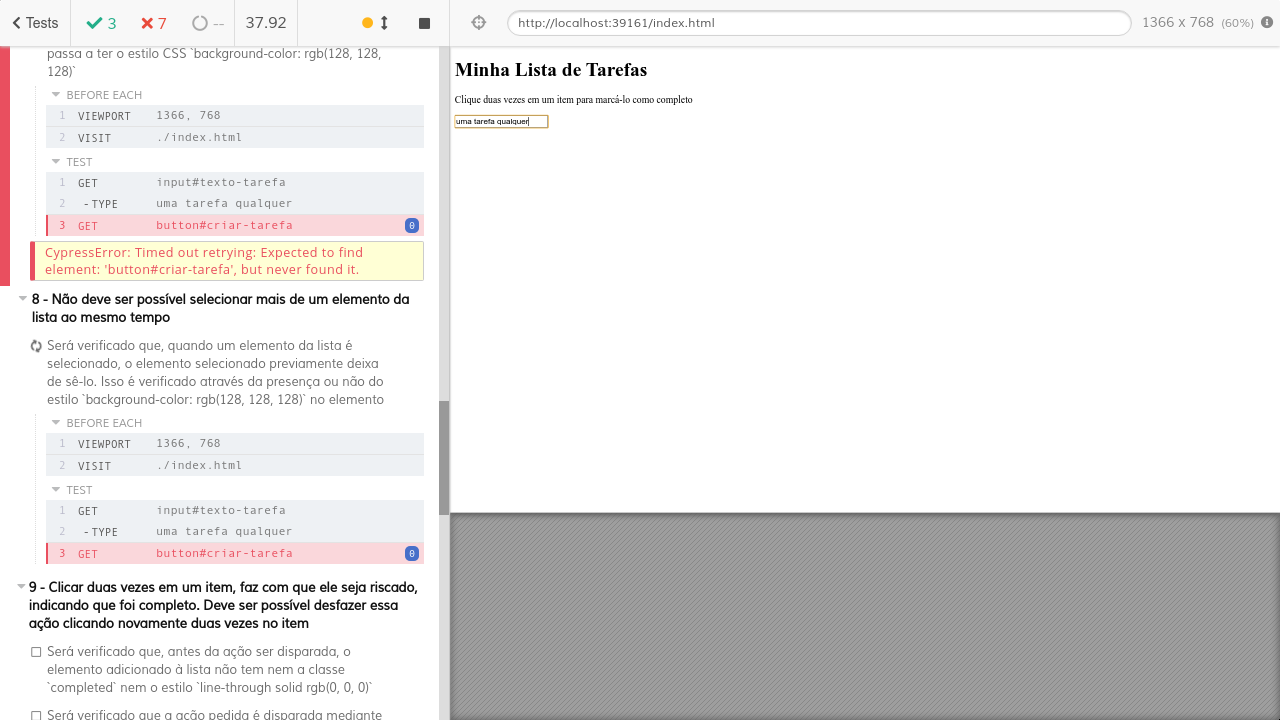 Tests 3 7 -- 37.92
http://localhost:39161/index.html 1366 x 768 (60%)
passa a ter o estilo CSS `background-color: rgb(128, 128,
128)`
BEFORE EACH
1 VIEWPORT 1366, 768
2 VISIT ./index.html
TEST
1 GET input#texto-tarefa
2 -TYPE uma tarefa qualquer
3 GET button#criar-tarefa 0
CypressError: Timed out retrying: Expected to find
element: 'button#criar-tarefa', but never found it.
8 - Não deve ser possível selecionar mais de um elemento da
lista ao mesmo tempo
Será verificado que, quando um elemento da lista é
selecionado, o elemento selecionado previamente deixa
de sê-lo. Isso é verificado através da presença ou não do
estilo `background-color: rgb(128, 128, 128)` no elemento
BEFORE EACH
1 VIEWPORT 1366, 768
2 VISIT ./index.html
TEST
1 GET input#texto-tarefa
2 -TYPE uma tarefa qualquer
3 GET button#criar-tarefa 0
9 - Clicar duas vezes em um item, faz com que ele seja riscado,
indicando que foi completo. Deve ser possível desfazer essa
ação clicando novamente duas vezes no item
Será verificado que, antes da ação ser disparada, o
elemento adicionado à lista não tem nem a classe
`completed` nem o estilo `line-through solid rgb(0, 0, 0)`
Será verificado que a ação pedida é disparada mediante
Minha Lista de Tarefas
Clique duas vezes em um item para marcá-lo como completo
uma tarefa qualquer